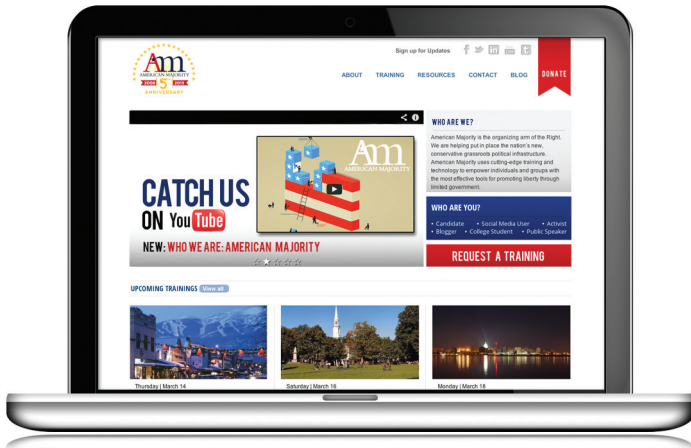 Sign up for Updates
Am
AMERICAN MAJORITY
5
ANNIVERSARY
ABOUT TRAINING RESOURCES CONTACT BLOG DONATE
WHO ARE WE?
American Majority is the organizing arm of the Right.
We are helping put in place the nation's new,
conservative grassroots political infrastructure.
American Majority uses cutting-edge training and
technology to empower individuals and groups with
the most effective tools for promoting liberty through
limited government.
Am
AMERICAN MAJORITY
CATCH US
ON YouTube
NEW: WHO WE ARE: AMERICAN MAJORITY
WHO ARE YOU?
• Candidate • Social Media User • Activist
• Blogger • College Student • Public Speaker
REQUEST A TRAINING
UPCOMING TRAININGS View all
Thursday | March 14
Saturday | March 16
Monday | March 18